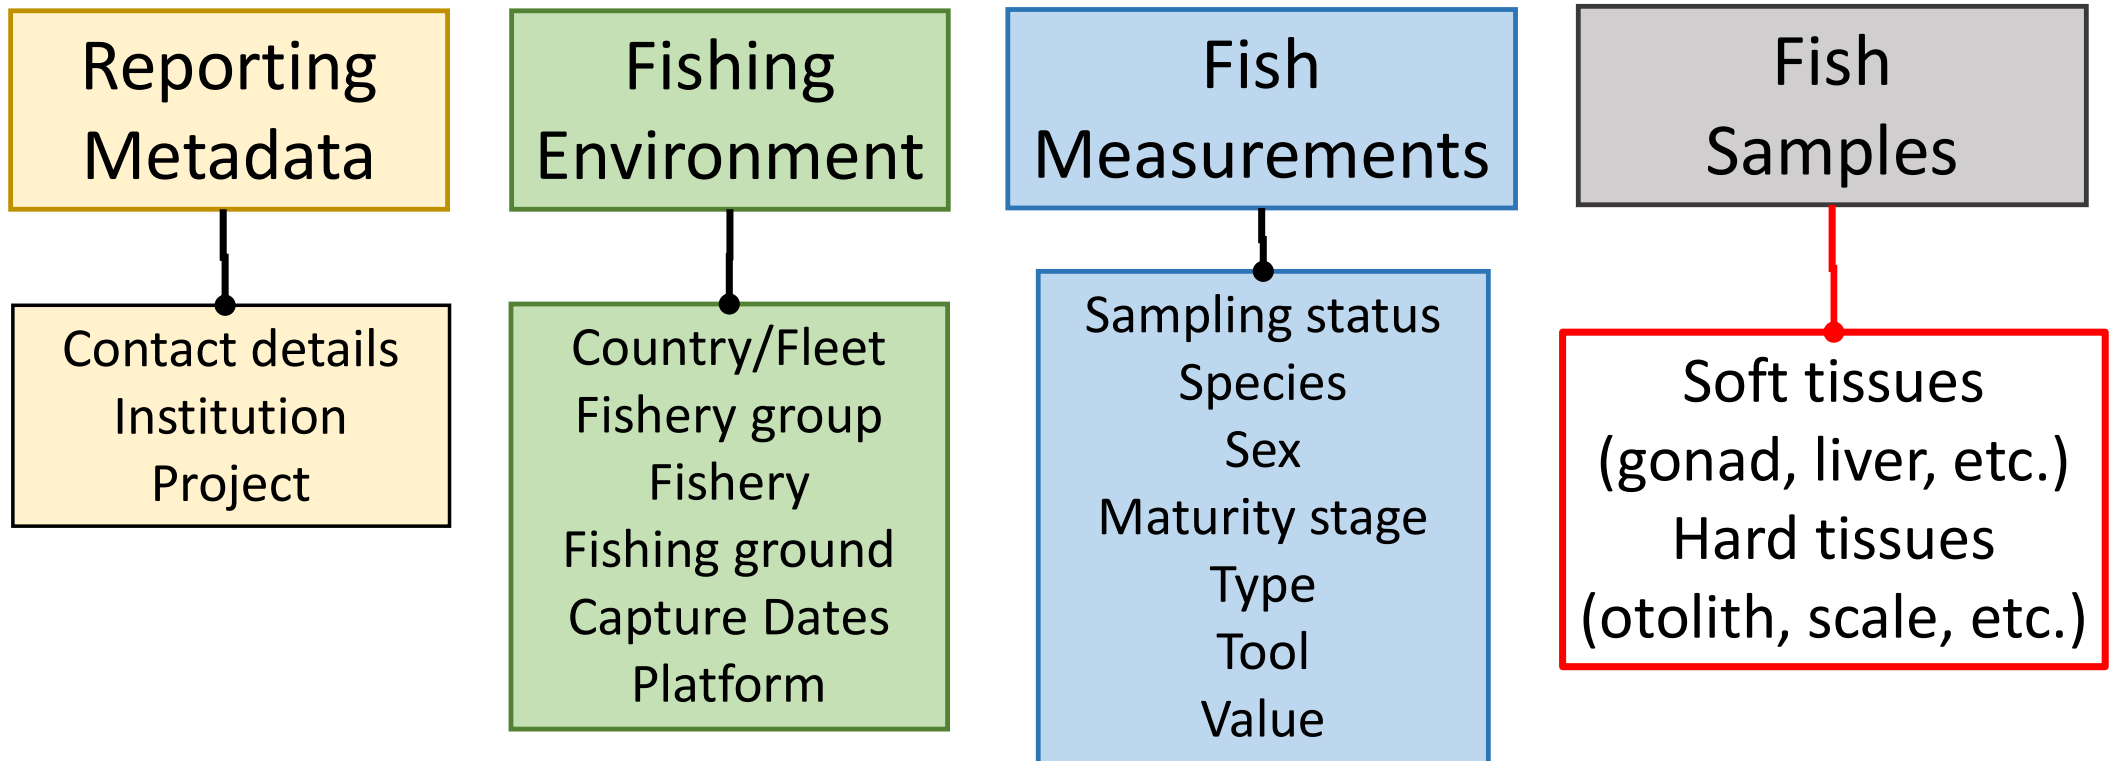 Reporting
Metadata
Contact details
Institution
Project
Fishing
Environment
Country/Fleet
Fishery group
Fishery
Fishing ground
Capture Dates
Platform
Fish
Measurements
Sampling status
Species
Sex
Maturity stage
Type
Tool
Value
Fish
Samples
Soft tissues
(gonad, liver, etc.)
Hard tissues
(otolith, scale, etc.)